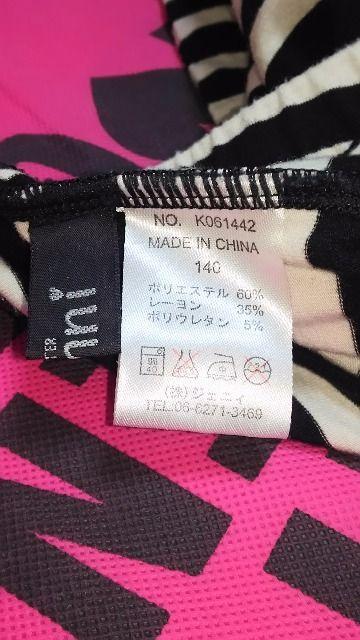 NO. K061442
MADE IN CHINA
140
ポリエステル 60%
レーヨン 35%
ポリウレタン 5%
(株)ジェニィ
TEL.06-6271-3469